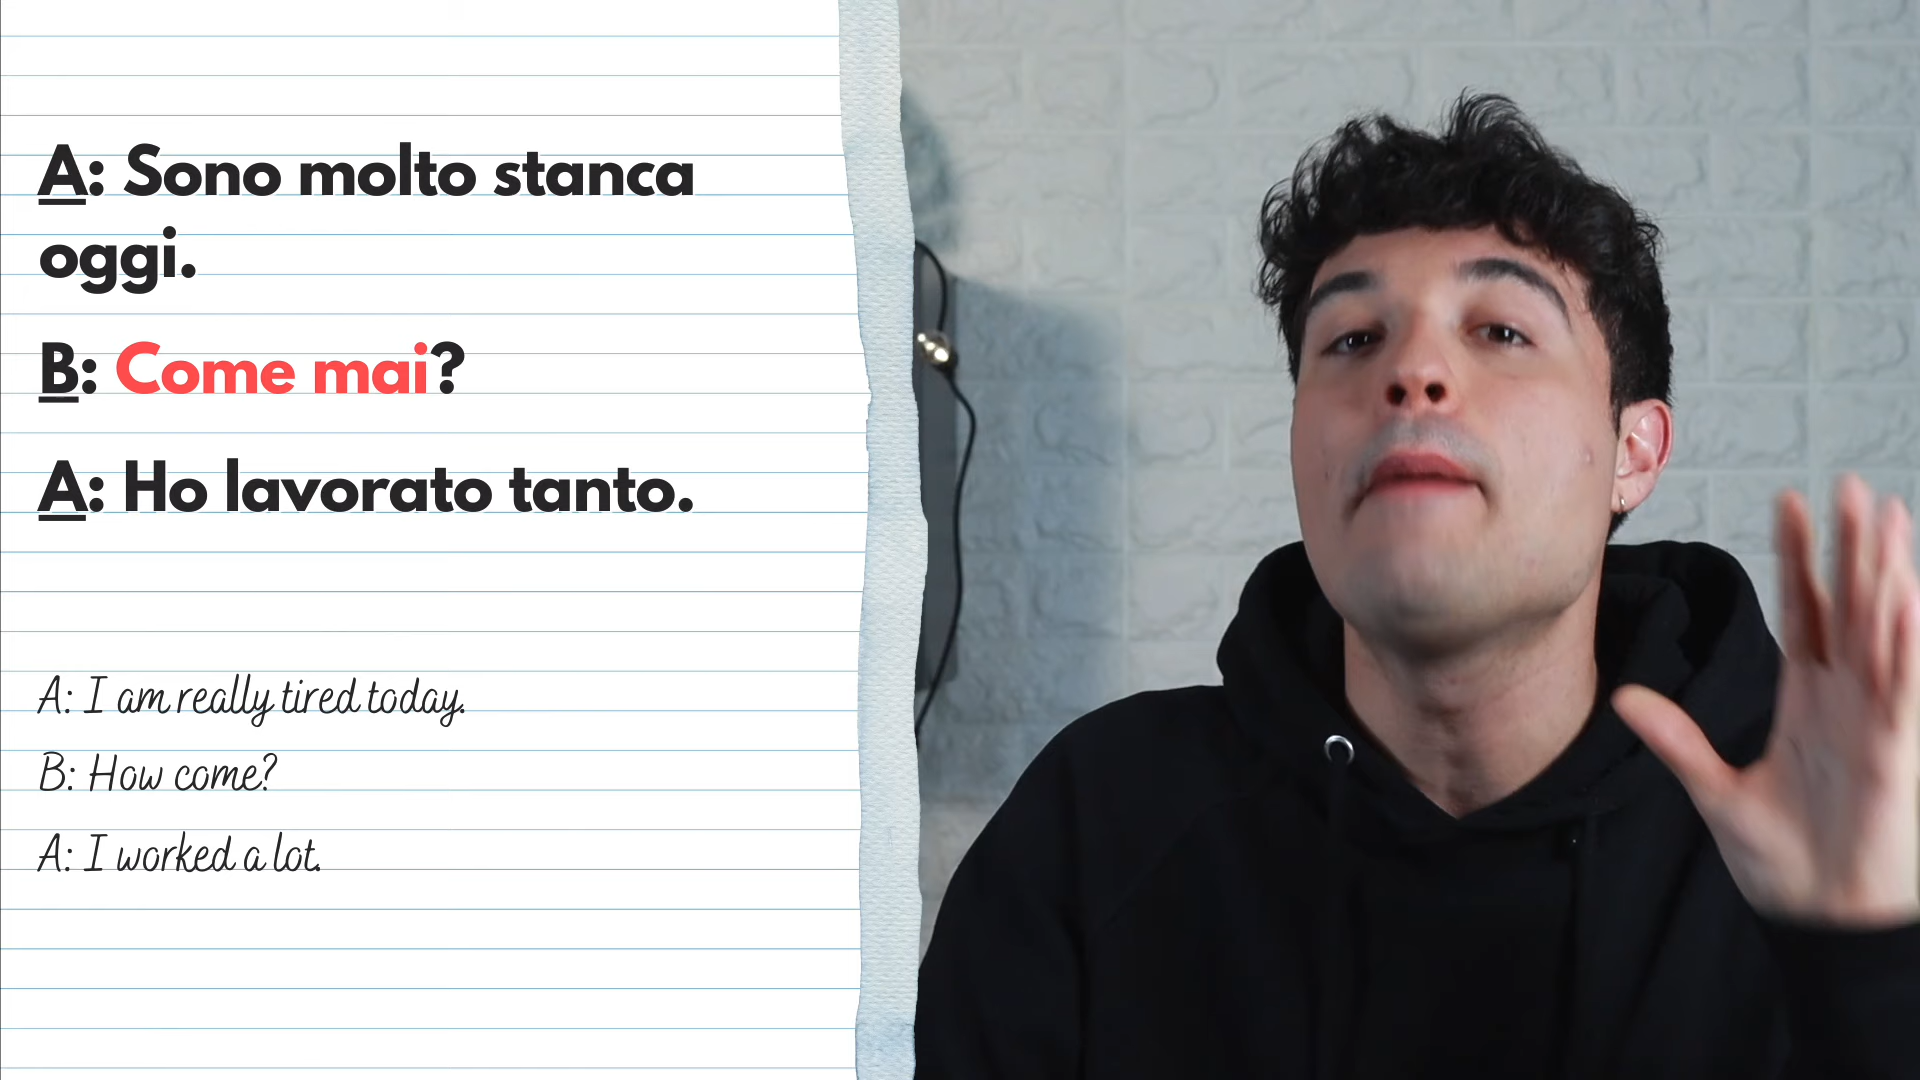 A: Sono molto stanca
oggi.
B: Come mai?
A: Ho lavorato tanto.
A: I am really tired today.
B: How come?
A: I worked a lot.